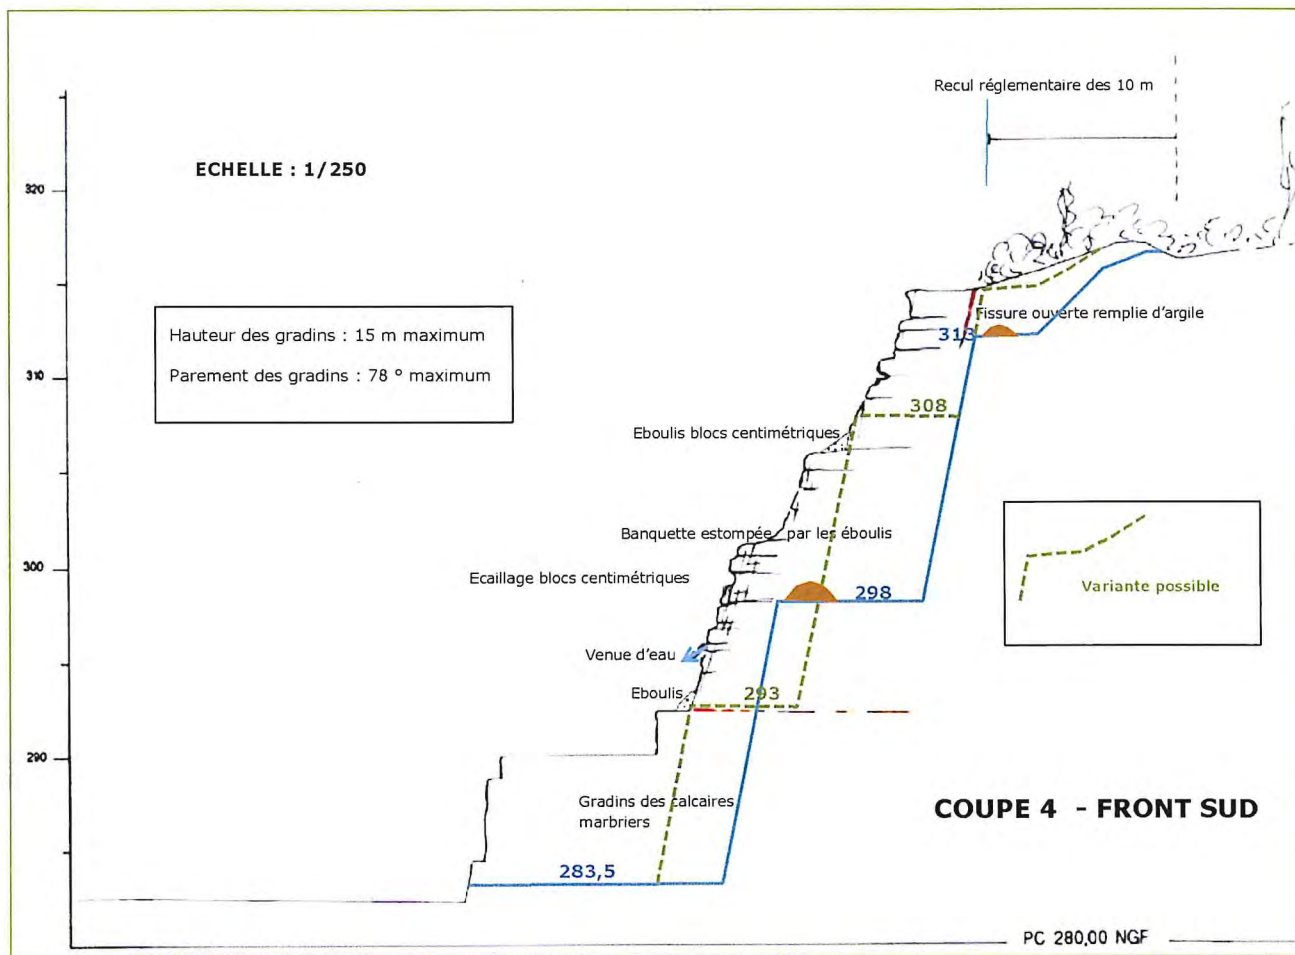 Recul réglementaire des 10 m
ECHELLE : 1/250
320
Hauteur des gradins : 15 m maximum
Parement des gradins : 78 ° maximum
Fissure ouverte remplie d'argile
313
310
308
Eboulis blocs centimétriques
Banquette estompée par les éboulis
300
Ecaillage blocs centimétriques
298
Variante possible
Venue d'eau
Eboulis
293
290
Gradins des calcaires
marbriers
COUPE 4 - FRONT SUD
283,5
PC 280,00 NGF